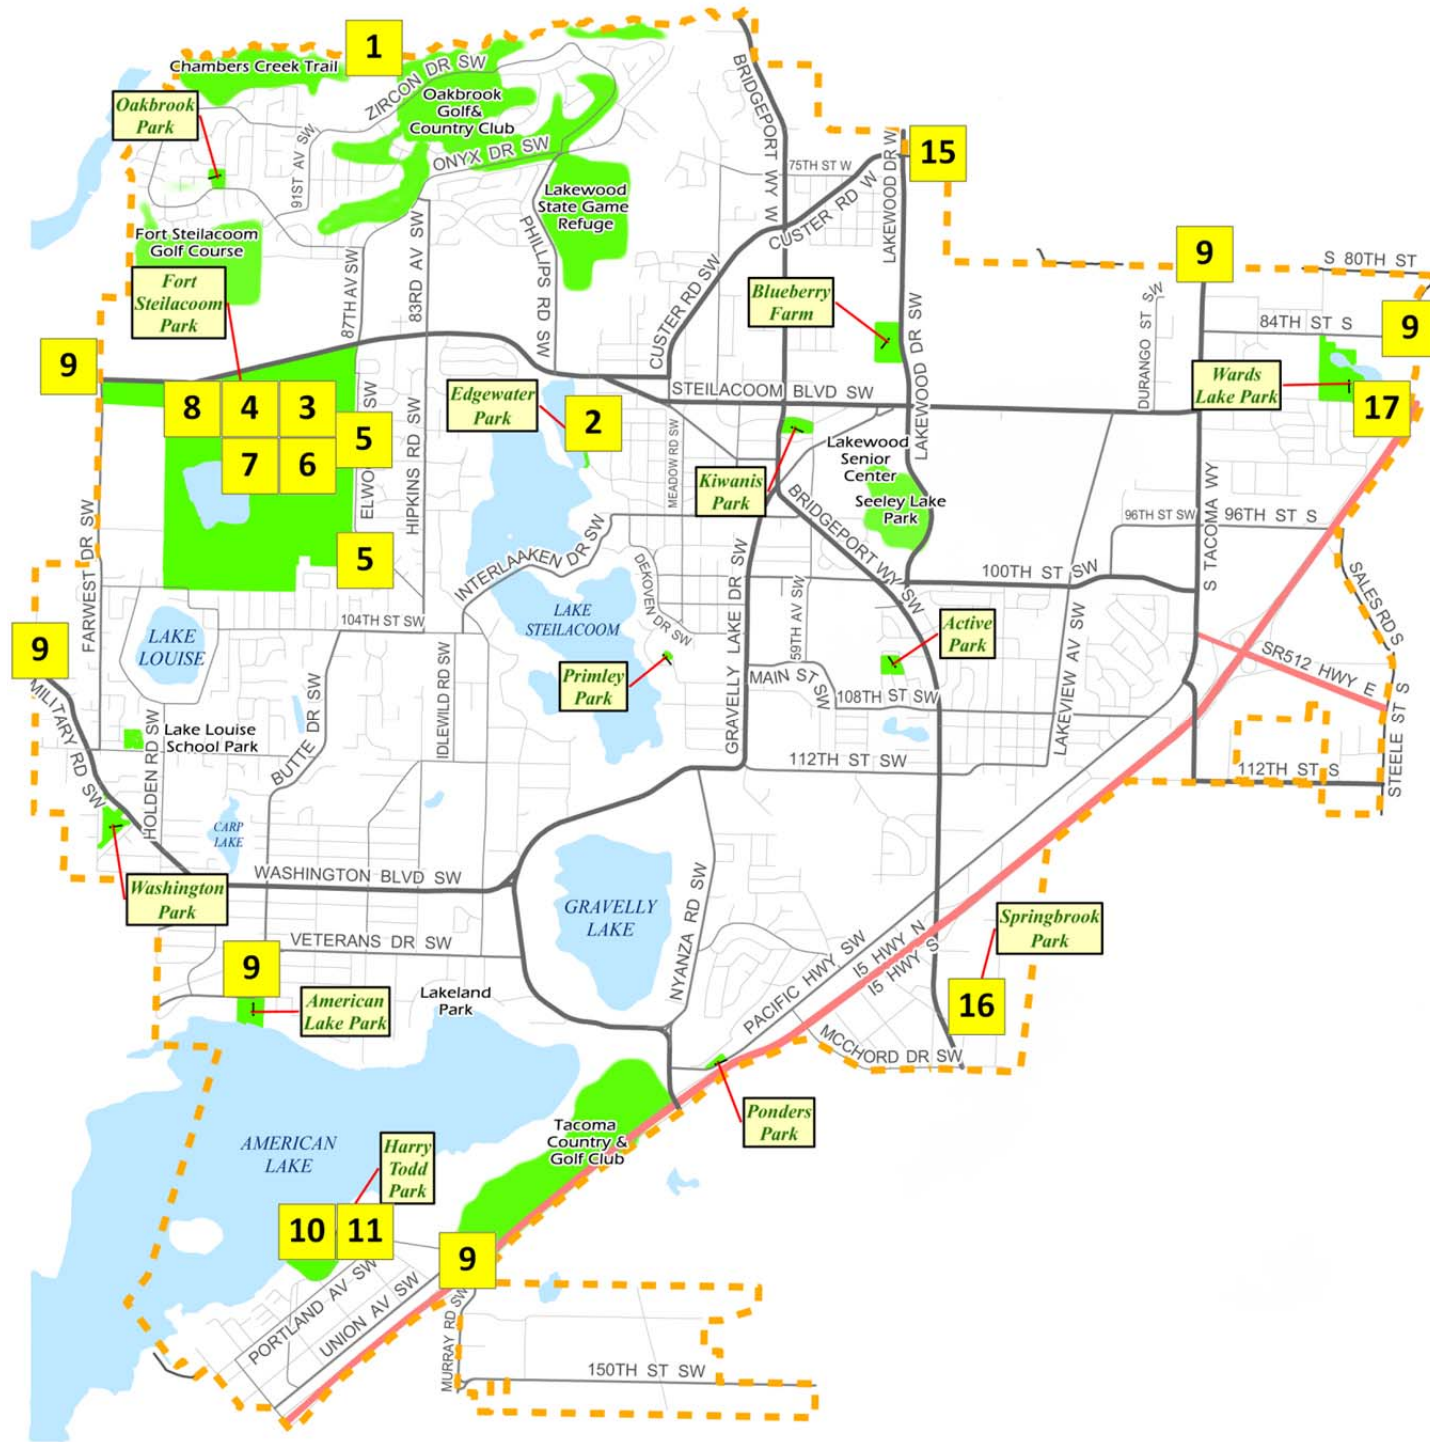 1
Chambers Creek Trail
ZIRCON DR SW
Oakbrook
Golf&
Country Club
ONYX DR SW
Oakbrook
Park
91ST AV SW
BRIDGEPORT WY W
75TH ST W
CUSTER RD W
LAKEWOOD DR W
15
Lakewood
State Game
Refuge
PHILLIPS RD SW
Fort Steilacoom
Golf Course
87TH AV SW
83RD AV SW
CUSTER RD SW
Fort
Steilacoom
Park
Blueberry
Farm
LAKEWOOD DR SW
9
S 80TH ST
DURANGO ST SW
84TH ST S
9
9
8
4
3
5
7
6
5
ELWO
SW
HIPKINS RD SW
Edgewater
Park
2
STEILACOOM BLVD SW
MEADOW RD SW
Kiwanis
Park
Lakewood
Senior
Center
LAKEWOOD DR SW
Seeley Lake
Park
Wards
Lake Park
17
S TACOMA WY
96TH ST SW
96TH ST S
BRIDGEPORT WY SW
FARWEST DR SW
INTERLAAKEN DR SW
DEKOVEN DR SW
GRAVELLY LAKE DR SW
59TH AV SW
100TH ST SW
SALES RD S
104TH ST SW
LAKE
STEILACOOM
LAKE
LOUISE
9
MILITARY RD SW
Active
Park
Primley
Park
MAIN ST SW
108TH ST SW
LAKEVIEW AV SW
SR512 HWY E
Lake Louise
School Park
HOLDEN RD SW
BUTTE DR SW
IDLEWILD RD SW
112TH ST SW
112TH ST S
STEELE ST S
CARP
LAKE
Washington
Park
WASHINGTON BLVD SW
GRAVELLY
LAKE
NYANZA RD SW
VETERANS DR SW
PACIFIC HWY SW
I5 HWY N
I5 HWY S
Springbrook
Park
16
9
American
Lake Park
Lakeland
Park
MCCHORD DR SW
Ponders
Park
Tacoma
Country &
Golf Club
AMERICAN
LAKE
Harry
Todd
Park
10
11
9
PORTLAND AV SW
UNION AV SW
MURRAY RD SW
150TH ST SW